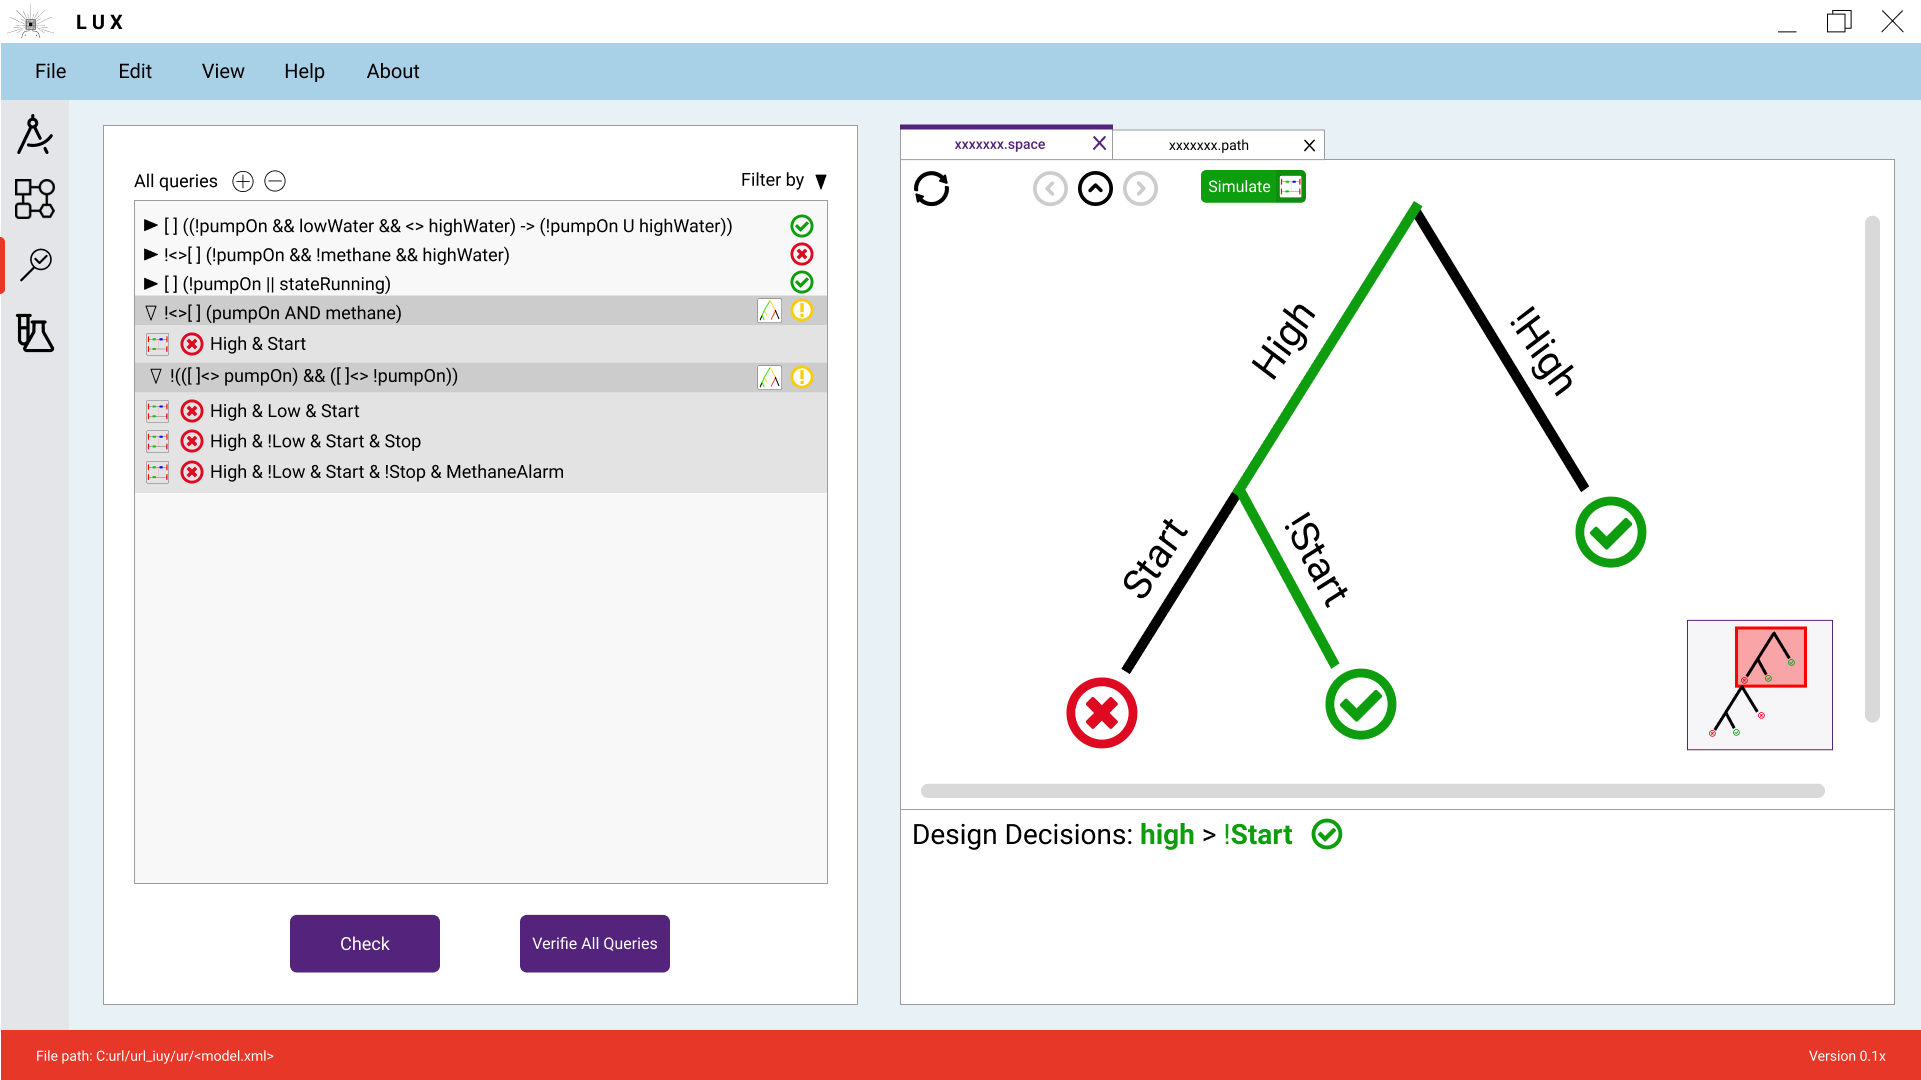 LUX
File Edit View Help About
All queries
Filter by
[ ] ((!pumpOn && lowWater && <> highWater) -> (!pumpOn U highWater))
!<>[ ] (!pumpOn && !methane && highWater)
[ ] (!pumpOn || stateRunning)
!<>[ ] (pumpOn AND methane)
High & Start
!(([ ]<> pumpOn) && ([ ]<> !pumpOn))
High & Low & Start
High & !Low & Start & Stop
High & !Low & Start & !Stop & MethaneAlarm
Check
Verifie All Queries
xxxxxxx.space
xxxxxxx.path
Simulate
High
!High
Start
!Start
Design Decisions: high > !Start
File path: C:url/url_iuy/ur/<model.xml>
Version 0.1x